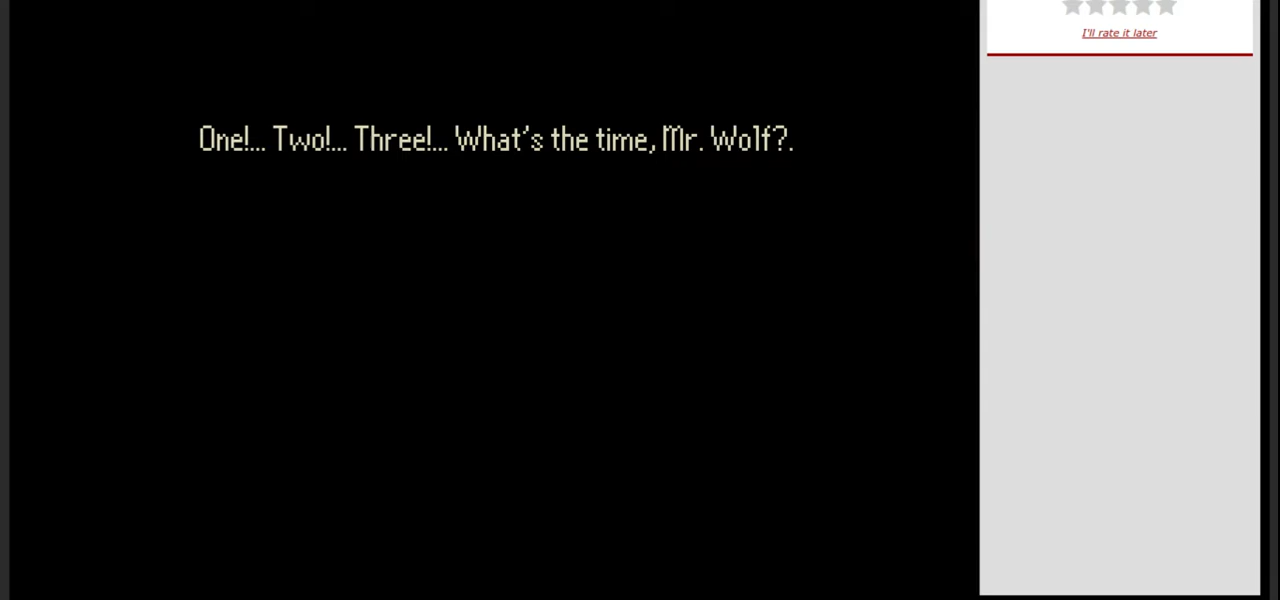 I'll rate it later
One!... Two!... Three!... What's the time, Mr. Wolf?.